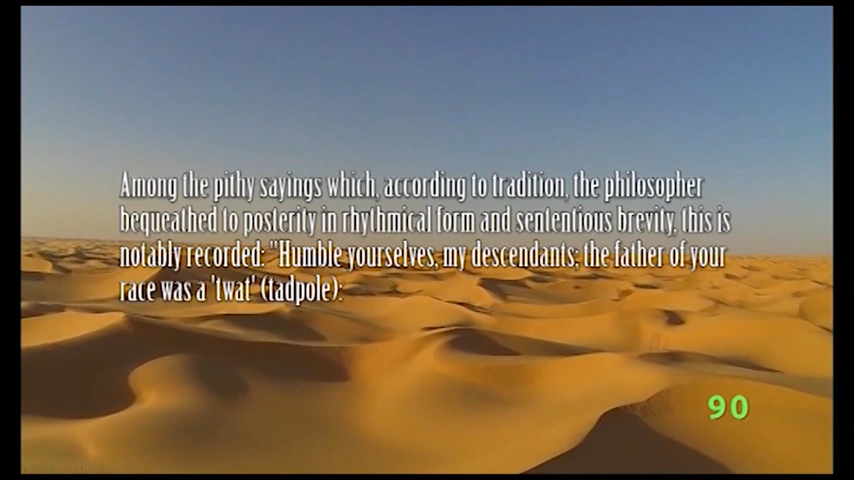 Among the pithy sayings which, according to tradition, the philosopher
bequeathed to posterity in rhythmical form and sententious brevity, this is
notably recorded: "Humble yourselves, my descendants; the father of your
race was a 'twat' (tadpole):
90